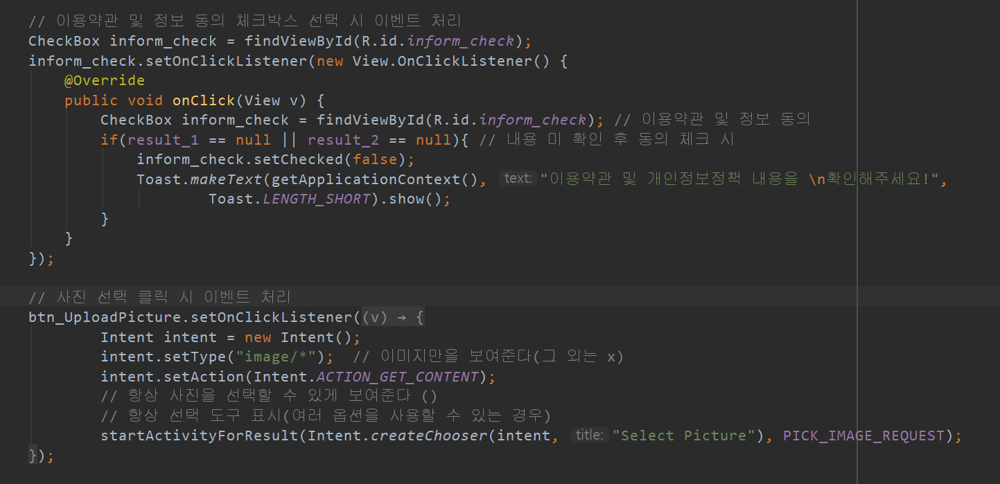 // 이용약관 및 정보 동의 체크박스 선택 시 이벤트 처리
CheckBox inform_check = findViewById(R.id.inform_check);
inform_check.setOnClickListener(new View.OnClickListener() {
@Override
public void onClick(View v) {
CheckBox inform_check = findViewById(R.id.inform_check); // 이용약관 및 정보 동의
if(result_1 == null || result_2 == null){ // 내용 미 확인 후 동의 체크 시
inform_check.setChecked(false);
Toast.makeText(getApplicationContext(), text: "이용약관 및 개인정보정책 내용을 \n확인해주세요!",
Toast.LENGTH_SHORT).show();
}
}
});
// 사진 선택 클릭 시 이벤트 처리
btn_UploadPicture.setOnClickListener((v) → {
Intent intent = new Intent();
intent.setType("image/*"); // 이미지만을 보여준다(그 외는 x)
intent.setAction(Intent.ACTION_GET_CONTENT);
// 항상 사진을 선택할 수 있게 보여준다 ()
// 항상 선택 도구 표시(여러 옵션을 사용할 수 있는 경우)
startActivityForResult(Intent.createChooser(intent, title: "Select Picture"), PICK_IMAGE_REQUEST);
});